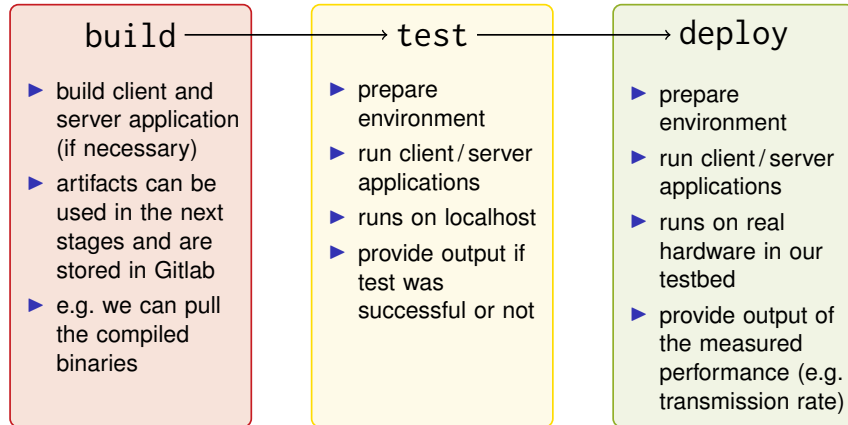 build
▶ build client and
server application
(if necessary)
▶ artifacts can be
used in the next
stages and are
stored in Gitlab
▶ e.g. we can pull
the compiled
binaries
test
▶ prepare
environment
▶ run client / server
applications
▶ runs on localhost
▶ provide output if
test was
successful or not
deploy
▶ prepare
environment
▶ run client / server
applications
▶ runs on real
hardware in our
testbed
▶ provide output of
the measured
performance (e.g.
transmission rate)